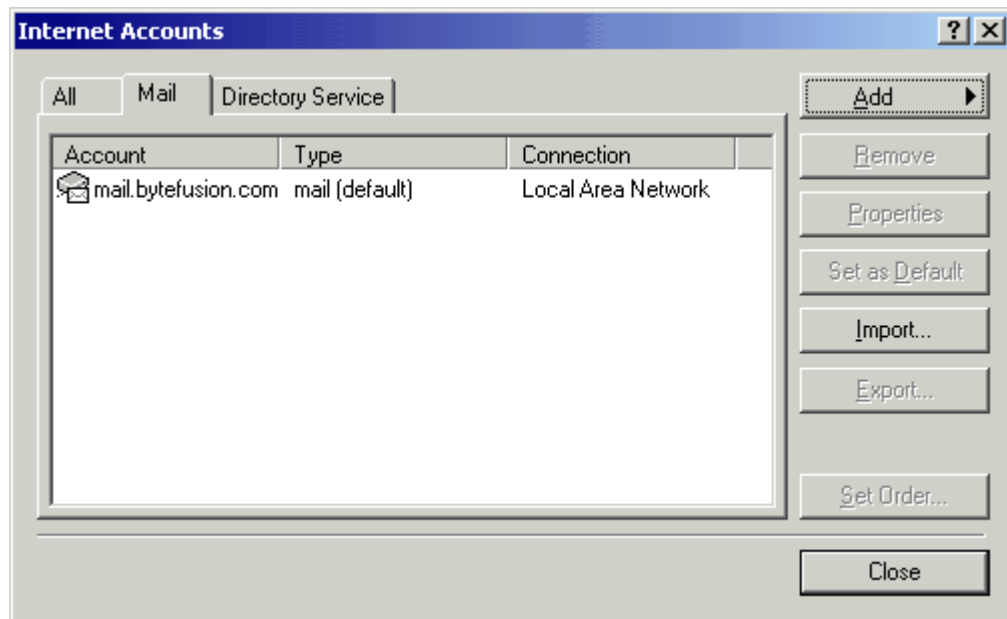 Internet Accounts
All Mail Directory Service
Add
Account Type Connection
Remove
mail.bytefusion.com mail (default) Local Area Network
Properties
Set as Default
Import...
Export...
Set Order...
Close